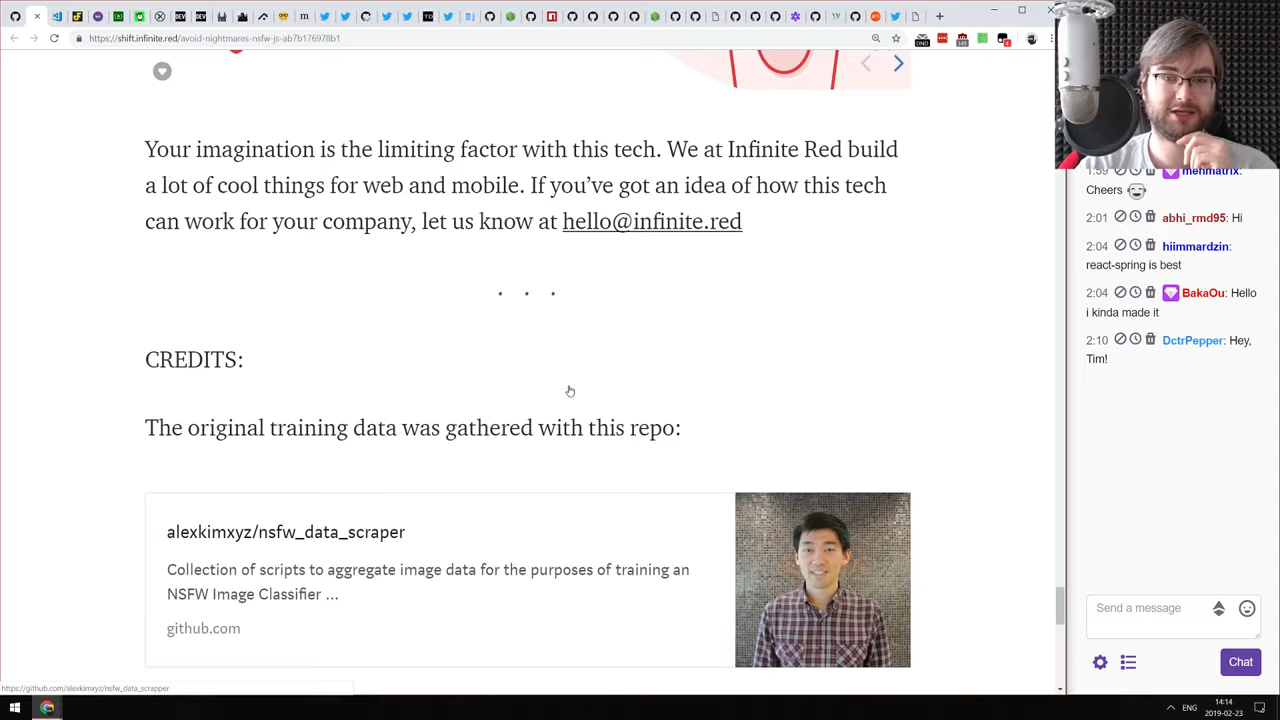 https://shift.infinite.red/avoid-nightmares-nsfw-js-ab7b176978b1
Your imagination is the limiting factor with this tech. We at Infinite Red build
a lot of cool things for web and mobile. If you’ve got an idea of how this tech
can work for your company, let us know at hello@infinite.red
. . .
CREDITS:
The original training data was gathered with this repo:
alexkimxyz/nsfw_data_scraper
Collection of scripts to aggregate image data for the purposes of training an
NSFW Image Classifier ...
github.com
https://github.com/alexkimxyz/nsfw_data_scrapper
1:59 mehmatrix:
Cheers
2:01 abhi_rmd95: Hi
2:04 hiimmardzin:
react-spring is best
2:04 BakaOu: Hello
i kinda made it
2:10 DctrPepper: Hey,
Tim!
Send a message
Chat
ENG
14:14
2019-02-23